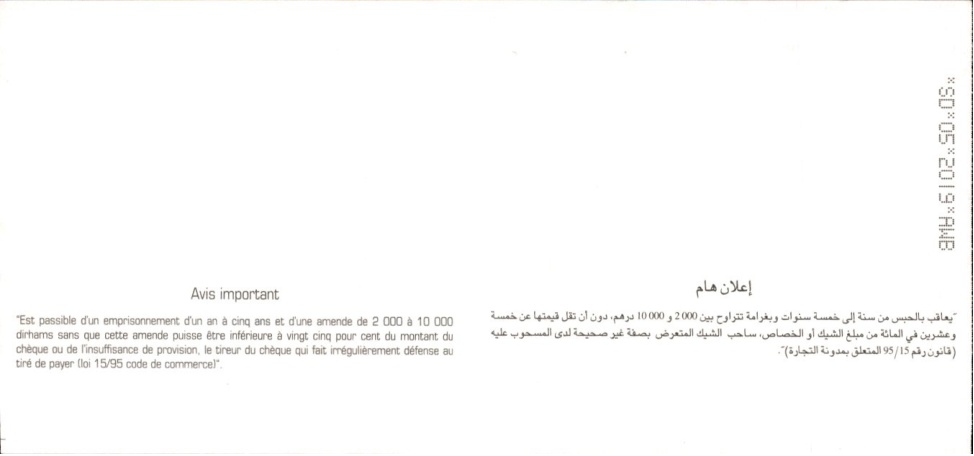 *SD*05*2019*AWB
Avis important
"Est passible d'un emprisonnement d'un an à cinq ans et d'une amende de 2 000 à 10 000
dirhams sans que cette amende puisse être inférieure à vingt cinq pour cent du montant du
chèque ou de l'insuffisance de provision, le tireur du chèque qui fait irrégulièrement défense au
tiré de payer (loi 15/95 code de commerce)".
إعلان هام
"يعاقب بالحبس من سنة إلى خمسة سنوات وبغرامة تتراوح بين 2 000 و 10 000 درهم، دون أن تقل قيمتها عن خمسة
وعشرين في المائة من مبلغ الشيك أو الخصاص، ساحب الشيك المتعرض بصفة غير صحيحة لدى المسحوب عليه
(قانون رقم 95/15 المتعلق بمدونة التجارة)".